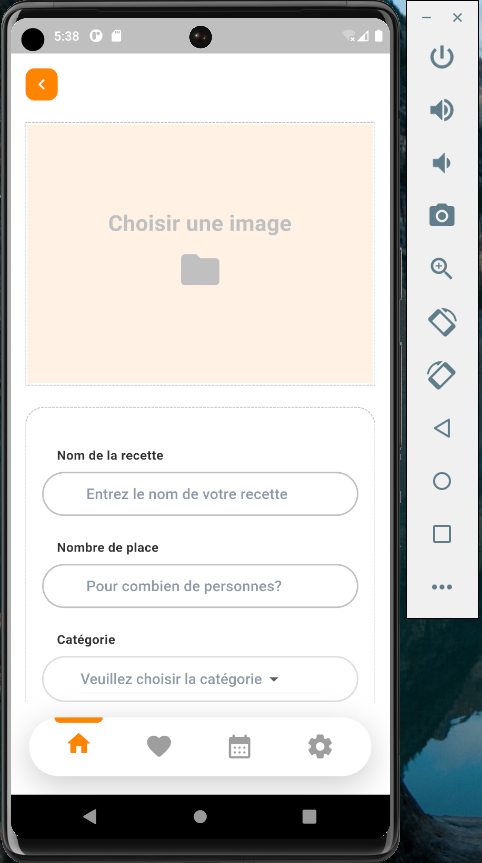 5:38
Choisir une image
Nom de la recette
Entrez le nom de votre recette
Nombre de place
Pour combien de personnes?
Catégorie
Veuillez choisir la catégorie